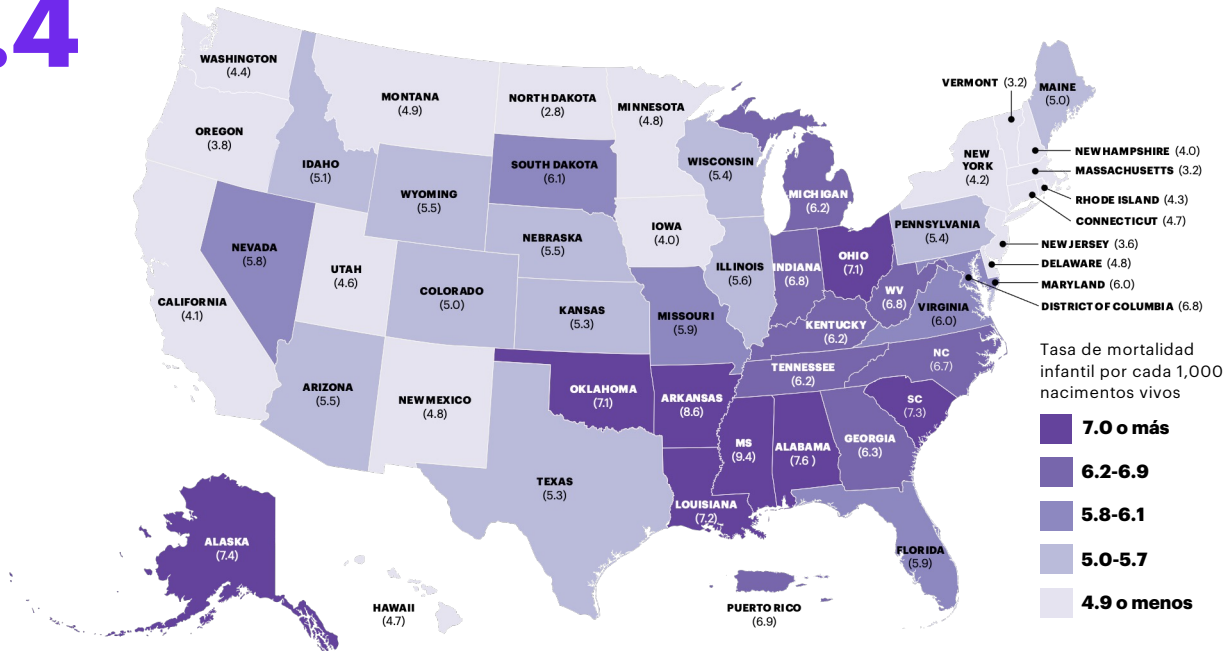 .4
WASHINGTON
(4.4)
OREGON
(3.8)
CALIFORNIA
(4.1)
NEVADA
(5.8)
IDAHO
(5.1)
MONTANA
(4.9)
WYOMING
(5.5)
UTAH
(4.6)
COLORADO
(5.0)
ARIZONA
(5.5)
NEW MEXICO
(4.8)
NORTH DAKOTA
(2.8)
SOUTH DAKOTA
(6.1)
NEBRASKA
(5.5)
KANSAS
(5.3)
OKLAHOMA
(7.1)
TEXAS
(5.3)
MINNESOTA
(4.8)
IOWA
(4.0)
MISSOURI
(5.9)
ARKANSAS
(8.6)
LOUISIANA
(7.2)
WISCONSIN
(5.4)
ILLINOIS
(5.6)
MICHIGAN
(6.2)
INDIANA
(6.8)
OHIO
(7.1)
KENTUCKY
(6.2)
TENNESSEE
(6.2)
MS
(9.4)
ALABAMA
(7.6 )
GEORGIA
(6.3)
FLORIDA
(5.9)
SC
(7.3)
NC
(6.7)
VIRGINIA
(6.0)
WV
(6.8)
PENNSYLVANIA
(5.4)
NEW
YORK
(4.2)
VERMONT (3.2)
MAINE
(5.0)
NEW HAMPSHIRE (4.0)
MASSACHUSETTS (3.2)
RHODE ISLAND (4.3)
CONNECTICUT (4.7)
NEW JERSEY (3.6)
DELAWARE (4.8)
MARYLAND (6.0)
DISTRICT OF COLUMBIA (6.8)
ALASKA
(7.4)
HAWAII
(4.7)
PUERTO RICO
(6.9)
Tasa de mortalidad
infantil por cada 1,000
nacimentos vivos
7.0 o más
6.2-6.9
5.8-6.1
5.0-5.7
4.9 o menos